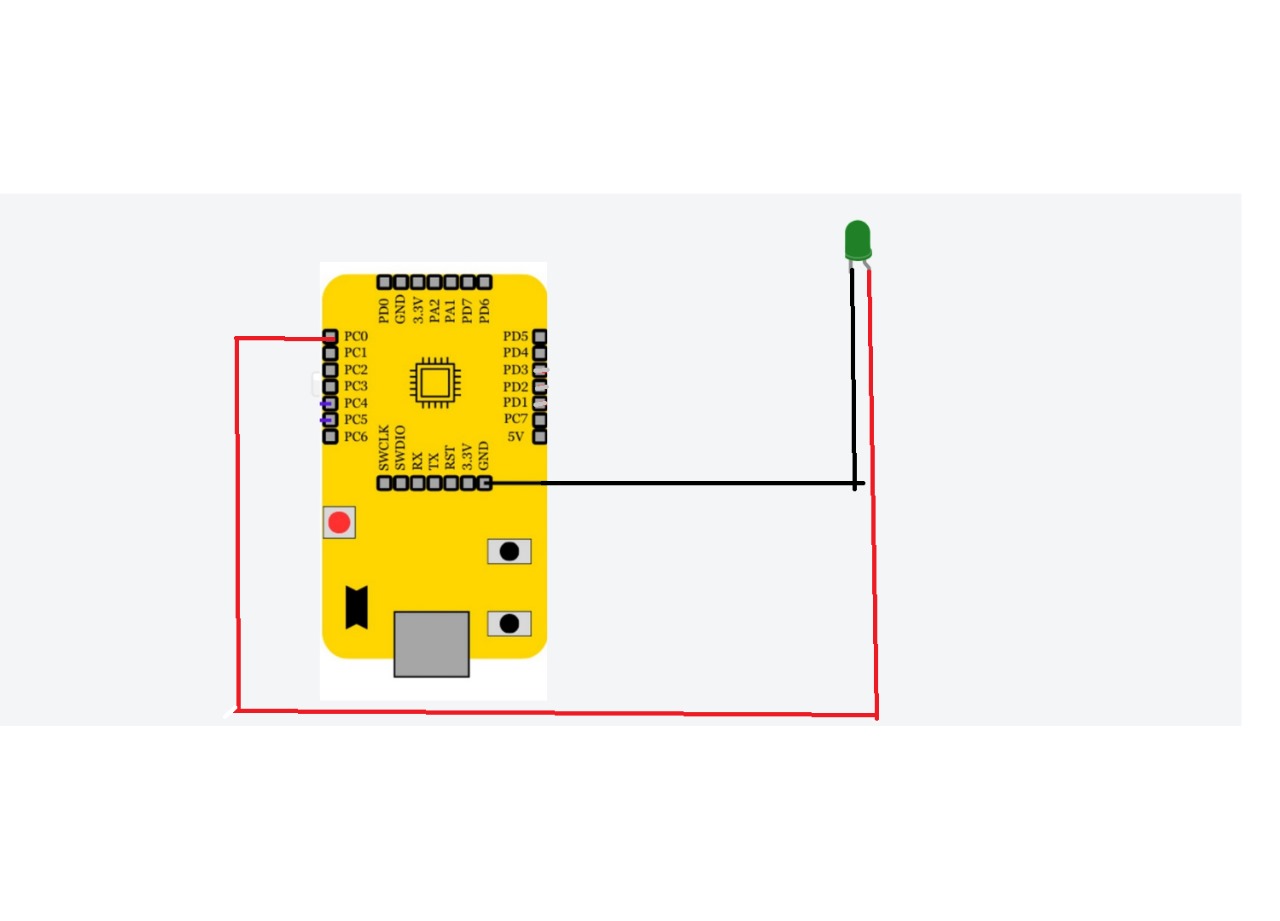 PD0 GND 3.3V PA2 PA1 PD7 PD6
PC0 PD5
PC1 PD4
PC2 PD3
PC3 PD2
PC4 PD1
PC5 PC7
PC6 5V
SWCLK SWDIO RX TX RST 3.3V GND